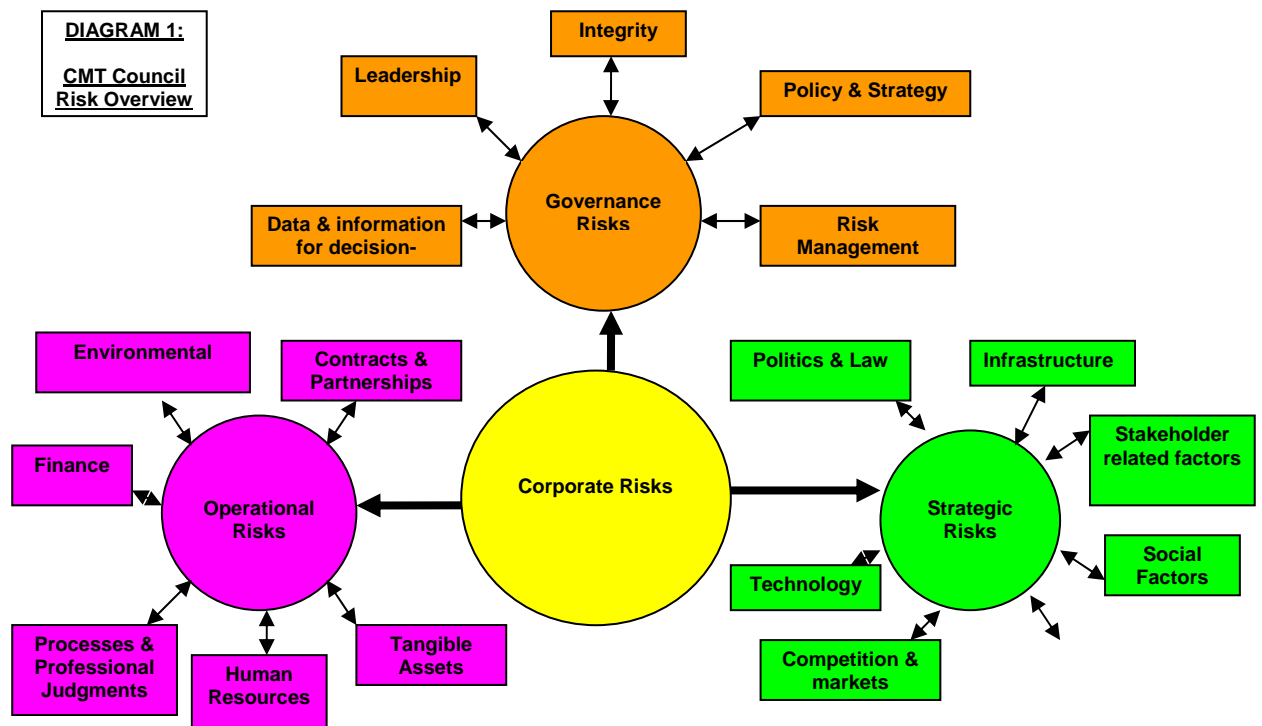 DIAGRAM 1:
CMT Council
Risk Overview
Integrity
Leadership
Policy & Strategy
Governance
Risks
Data & information
for decision-
Risk
Management
Environmental
Contracts &
Partnerships
Politics & Law
Infrastructure
Finance
Stakeholder
related factors
Operational
Risks
Corporate Risks
Strategic
Risks
Technology
Social
Factors
Processes &
Professional
Judgments
Human
Resources
Tangible
Assets
Competition &
markets